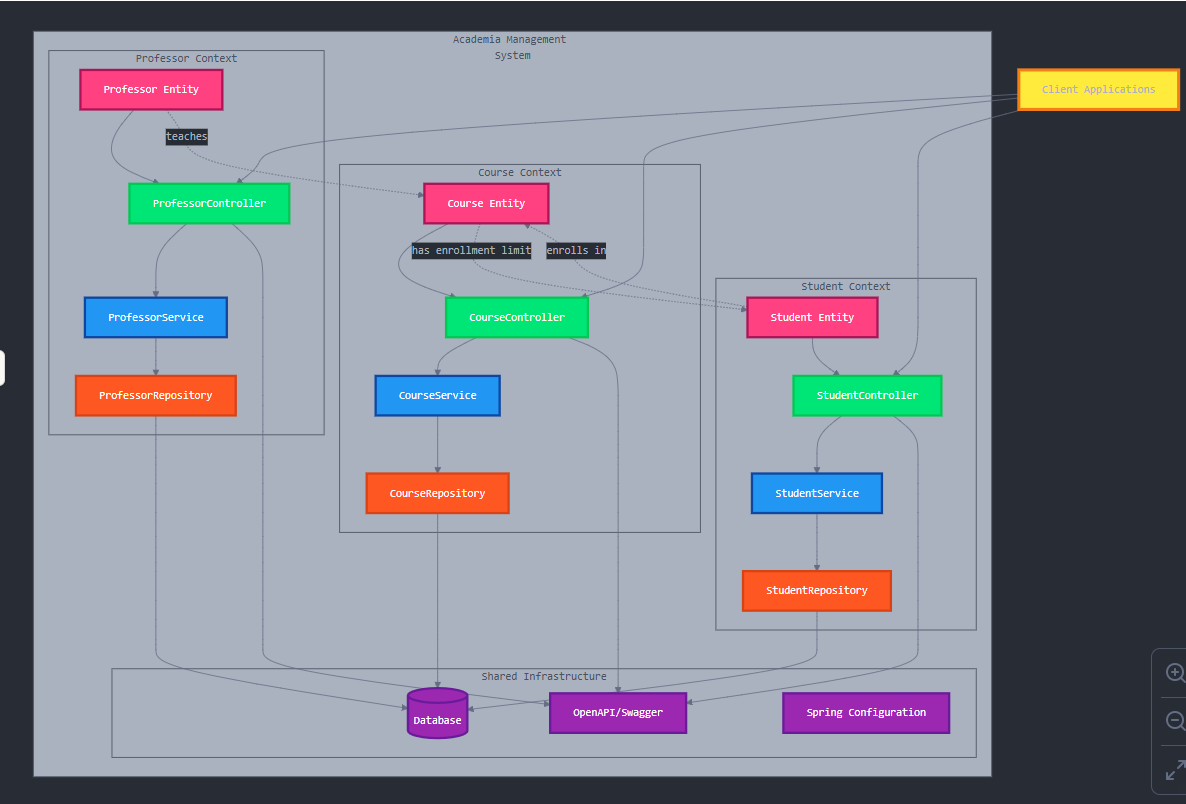 Academia Management
System
Professor Context
Professor Entity
Client Applications
teaches
Course Context
ProfessorController
Course Entity
has enrollment limit
enrolls in
Student Context
ProfessorService
CourseController
Student Entity
ProfessorRepository
CourseService
StudentController
CourseRepository
StudentService
StudentRepository
Shared Infrastructure
Database
OpenAPI/Swagger
Spring Configuration